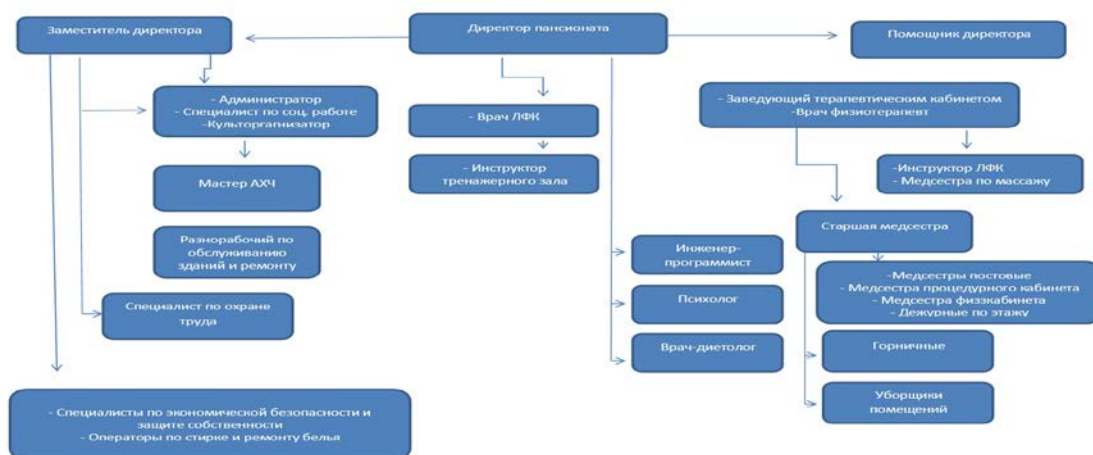 Заместитель директора
Директор пансионата
Помощник директора
- Администратор
- Специалист по соц. работе
-Культоргагнизатор
- Врач ЛФК
- Заведующий терапевтическим кабинетом
-Врач физиотерапевт
Мастер АХЧ
- Инструктор
тренажерного зала
-Инструктор ЛФК
- Медсестра по массажу
Разнорабочий по
обслуживанию
зданий и ремонту
Инженер-
программист
Старшая медсестра
-Медсестры постовые
- Медсестра процедурного кабинета
- Медсестра физзкабинета
- Дежурные по этажу
Специалист по охране
труда
Психолог
Врач-диетолог
Горничные
Уборщики
помещений
- Специалисты по экономической безопасности и
защите собственности
- Операторы по стирке и ремонту белья